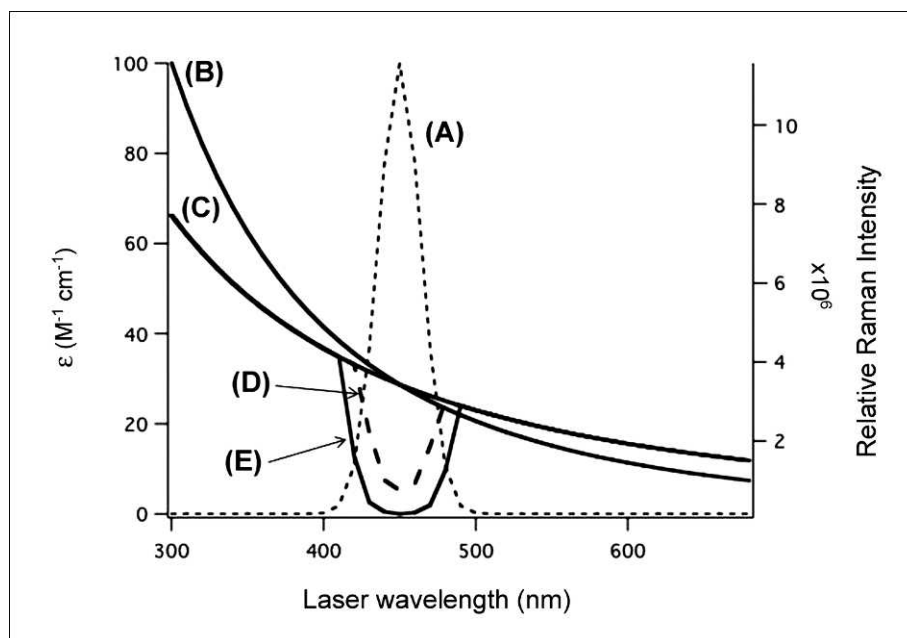 100
80
60
40
20
0
ε (M⁻¹ cm⁻¹)
(B)
(C)
(A)
(D)
(E)
10
8
6
4
2
x10⁶
Relative Raman Intensity
300
400
500
600
Laser wavelength (nm)